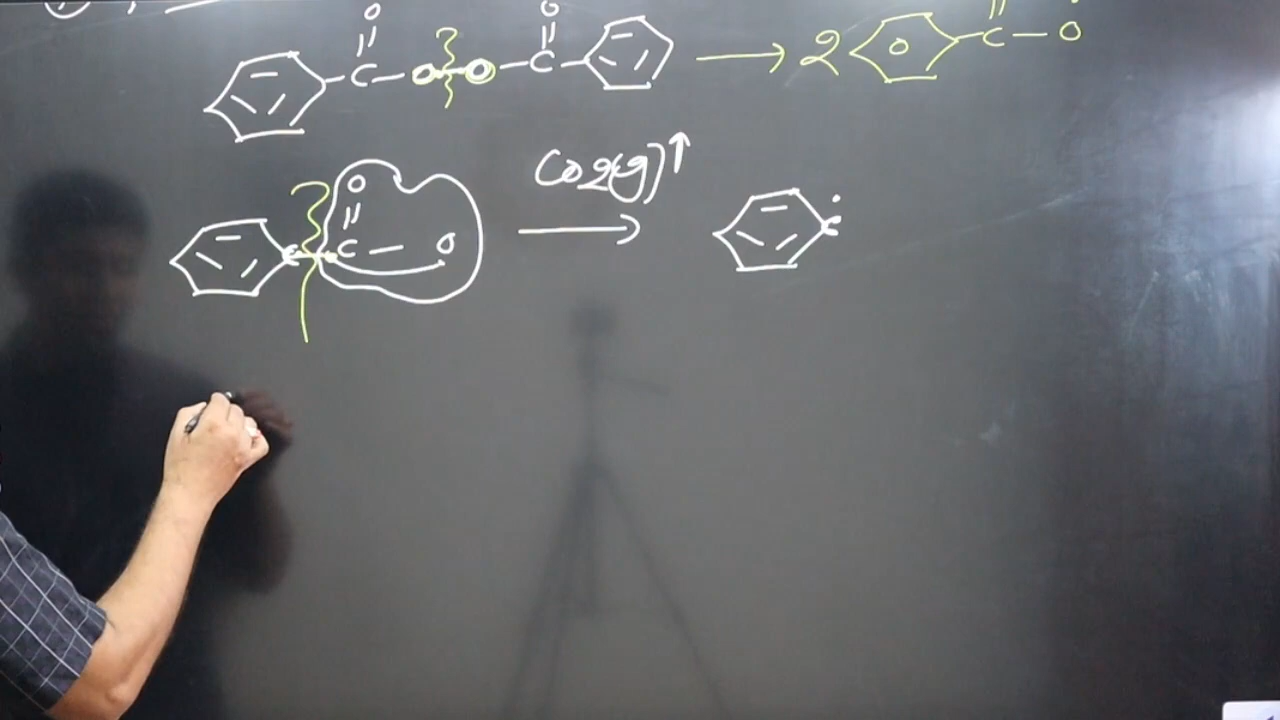 O O
|| || ||
C — O — O — C — → 2 O C — O
Co2(g)↑
O
||
C — C — O → Ċ